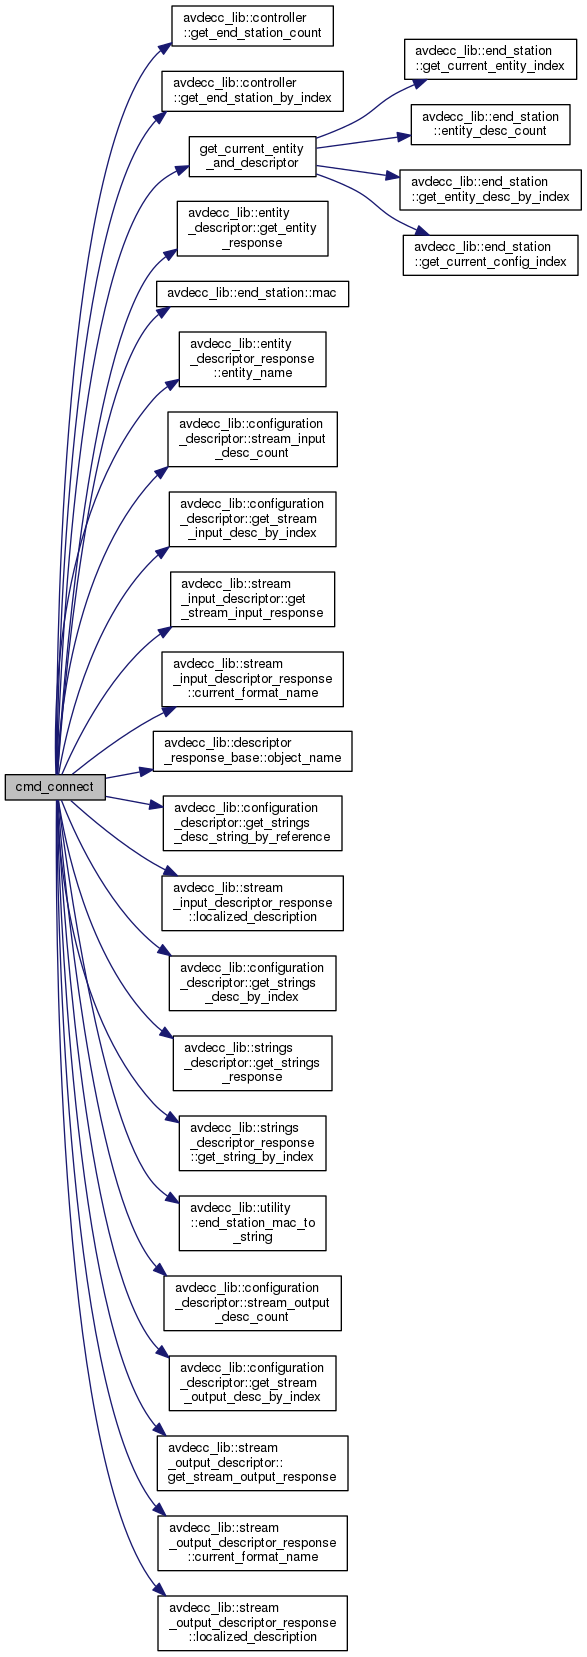 avdecc_lib::controller
::get_end_station_count
avdecc_lib::end_station
::get_current_entity_index
avdecc_lib::controller
::get_end_station_by_index
avdecc_lib::end_station
::entity_desc_count
get_current_entity
_and_descriptor
avdecc_lib::end_station
::get_entity_desc_by_index
avdecc_lib::entity
_descriptor::get_entity
_response
avdecc_lib::end_station
::get_current_config_index
avdecc_lib::end_station::mac
avdecc_lib::entity
_descriptor_response
::entity_name
avdecc_lib::configuration
_descriptor::stream_input
_desc_count
avdecc_lib::configuration
_descriptor::get_stream
_input_desc_by_index
avdecc_lib::stream
_input_descriptor::get
_stream_input_response
avdecc_lib::stream
_input_descriptor_response
::current_format_name
avdecc_lib::descriptor
_response_base::object_name
cmd_connect
avdecc_lib::configuration
_descriptor::get_strings
_desc_string_by_reference
avdecc_lib::stream
_input_descriptor_response
::localized_description
avdecc_lib::configuration
_descriptor::get_strings
_desc_by_index
avdecc_lib::strings
_descriptor::get_strings
_response
avdecc_lib::strings
_descriptor_response
::get_string_by_index
avdecc_lib::utility
::end_station_mac_to
_string
avdecc_lib::configuration
_descriptor::stream_output
_desc_count
avdecc_lib::configuration
_descriptor::get_stream
_output_desc_by_index
avdecc_lib::stream
_output_descriptor::
get_stream_output_response
avdecc_lib::stream
_output_descriptor_response
::current_format_name
avdecc_lib::stream
_output_descriptor_response
::localized_description